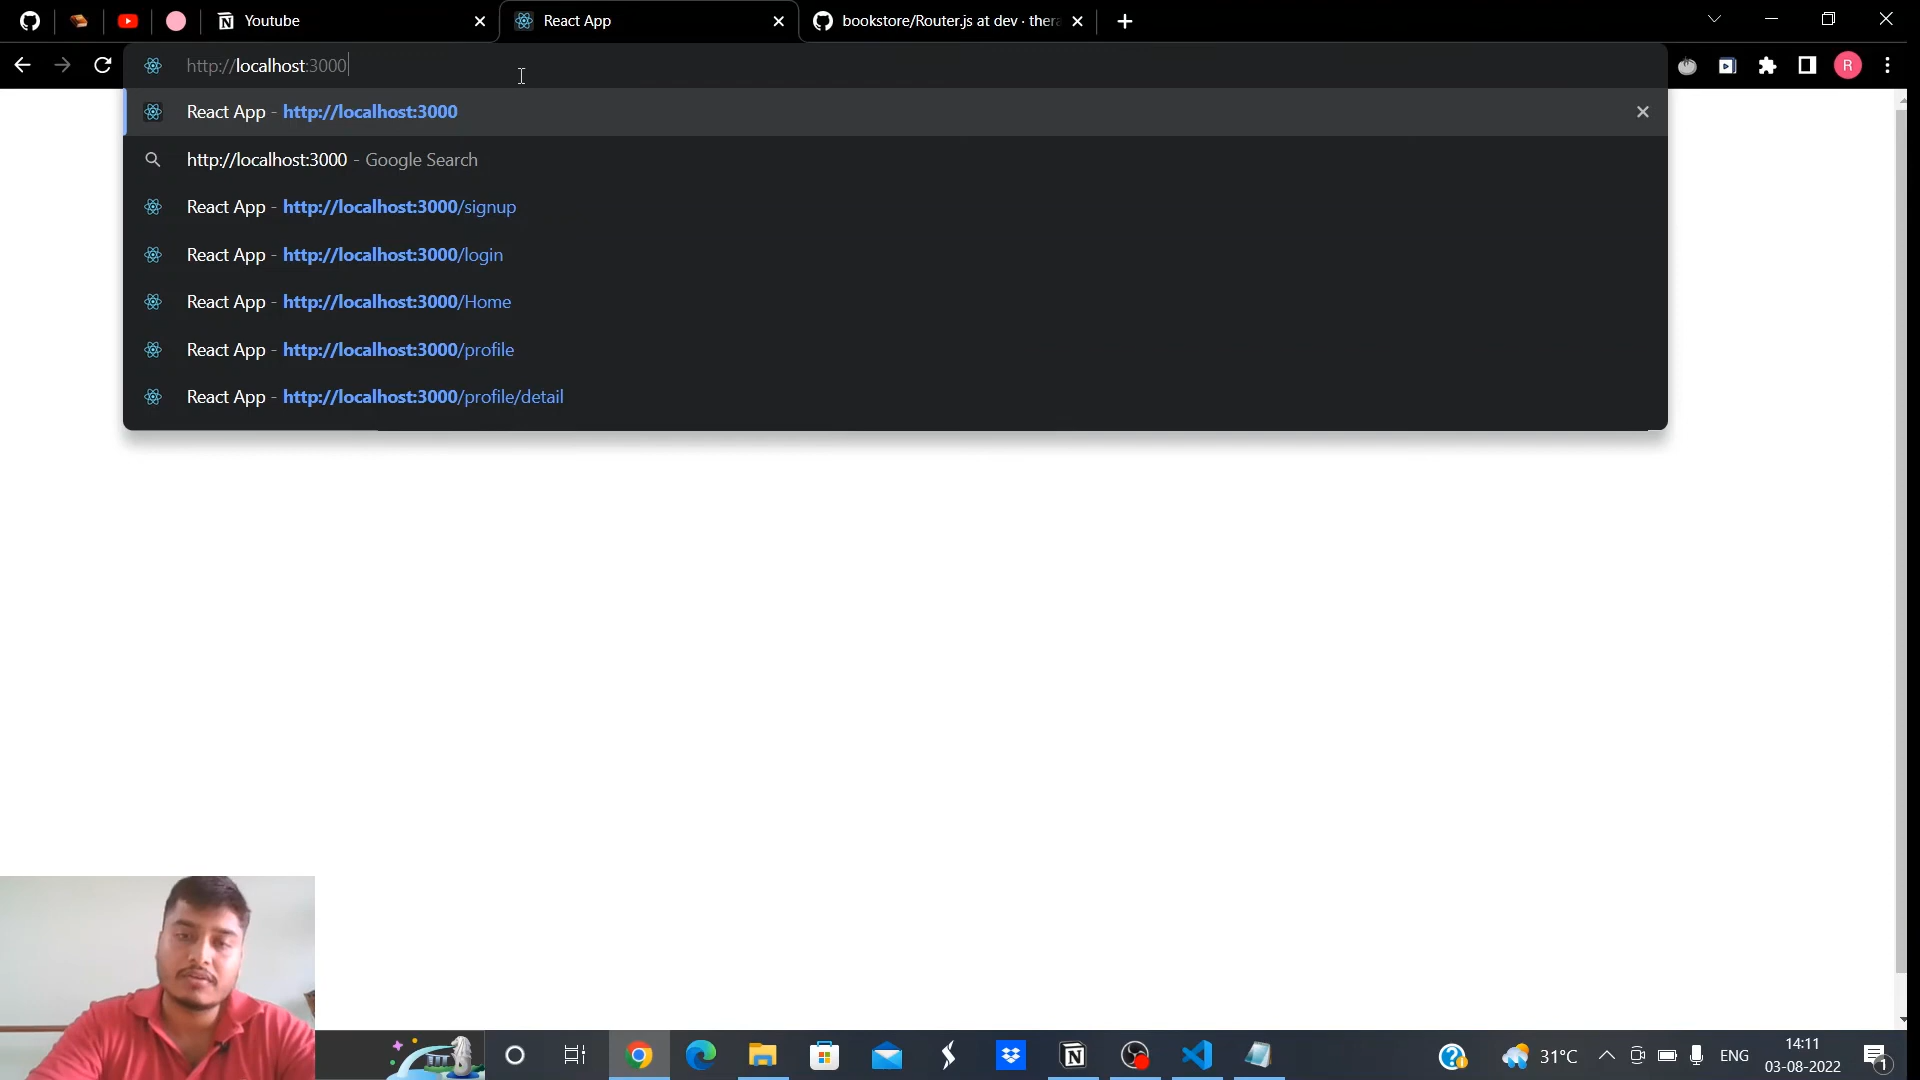 Youtube
React App
bookstore/Router.js at dev · thera
http://localhost:3000
R
React App - http://localhost:3000
http://localhost:3000 - Google Search
React App - http://localhost:3000/signup
React App - http://localhost:3000/login
React App - http://localhost:3000/Home
React App - http://localhost:3000/profile
React App - http://localhost:3000/profile/detail
31°C
ENG
14:11
03-08-2022
1